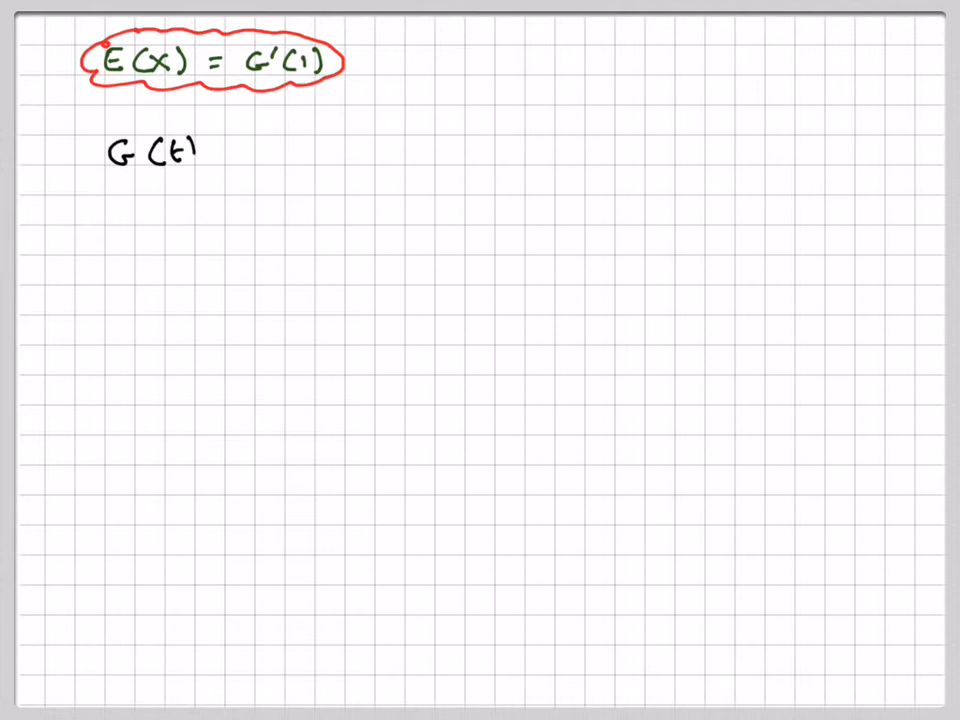 E(X) = G'(1)
G(t)